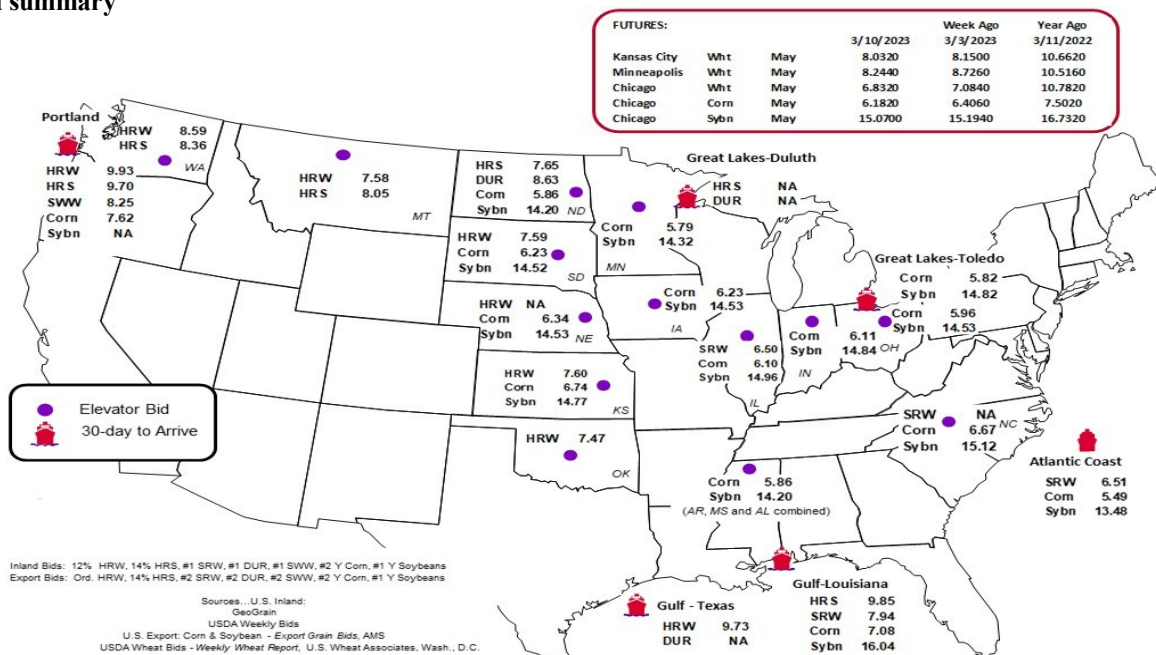 summary
FUTURES: Week Ago Year Ago
3/10/2023 3/3/2023 3/11/2022
Kansas City Wht May 8.0320 8.1500 10.6620
Minneapolis Wht May 8.2440 8.7260 10.5160
Chicago Wht May 6.8320 7.0840 10.7820
Chicago Corn May 6.1820 6.4060 7.5020
Chicago Sybn May 15.0700 15.1940 16.7320
Portland
HRW 9.93
HRS 9.70
SWW 8.25
Corn 7.62
Sybn NA
HRW 8.59
HRS 8.36
WA
HRW 7.58
HRS 8.05
MT
HRS 7.65
DUR 8.63
Corn 5.86
Sybn 14.20 ND
HRW 7.59
Corn 6.23
Sybn 14.52
SD
HRW NA
Corn 6.34
Sybn 14.53 NE
HRW 7.60
Corn 6.74
Sybn 14.77
KS
HRW 7.47
OK
Great Lakes-Duluth
HRS NA
DUR NA
Corn 5.79
Sybn 14.32
MN
Corn 6.23
Sybn 14.53
IA
SRW 6.50
Corn 6.10
Sybn 14.96
IL
Great Lakes-Toledo
Corn 5.82
Sybn 14.82
Corn 5.96
Sybn 14.53
OH
Corn 6.11
Sybn 14.84
IN
SRW NA
Corn 6.67 NC
Sybn 15.12
Atlantic Coast
SRW 6.51
Corn 5.49
Sybn 13.48
Corn 5.86
Sybn 14.20
(AR, MS and AL combined)
Gulf-Louisiana
HRS 9.85
SRW 7.94
Corn 7.08
Sybn 16.04
Gulf - Texas
HRW 9.73
DUR NA
Elevator Bid
30-day to Arrive
Inland Bids: 12% HRW, 14% HRS, #1 SRW, #1 DUR, #1 SWW, #2 Y Corn, #1 Y Soybeans
Export Bids: Ord. HRW, 14% HRS, #2 SRW, #2 DUR, #2 SWW, #2 Y Corn, #1 Y Soybeans
Sources...U.S. Inland:
GeoGrain
USDA Weekly Bids
U.S. Export: Corn & Soybean - Export Grain Bids, AMS
USDA Wheat Bids - Weekly Wheat Report, U.S. Wheat Associates, Wash., D.C.